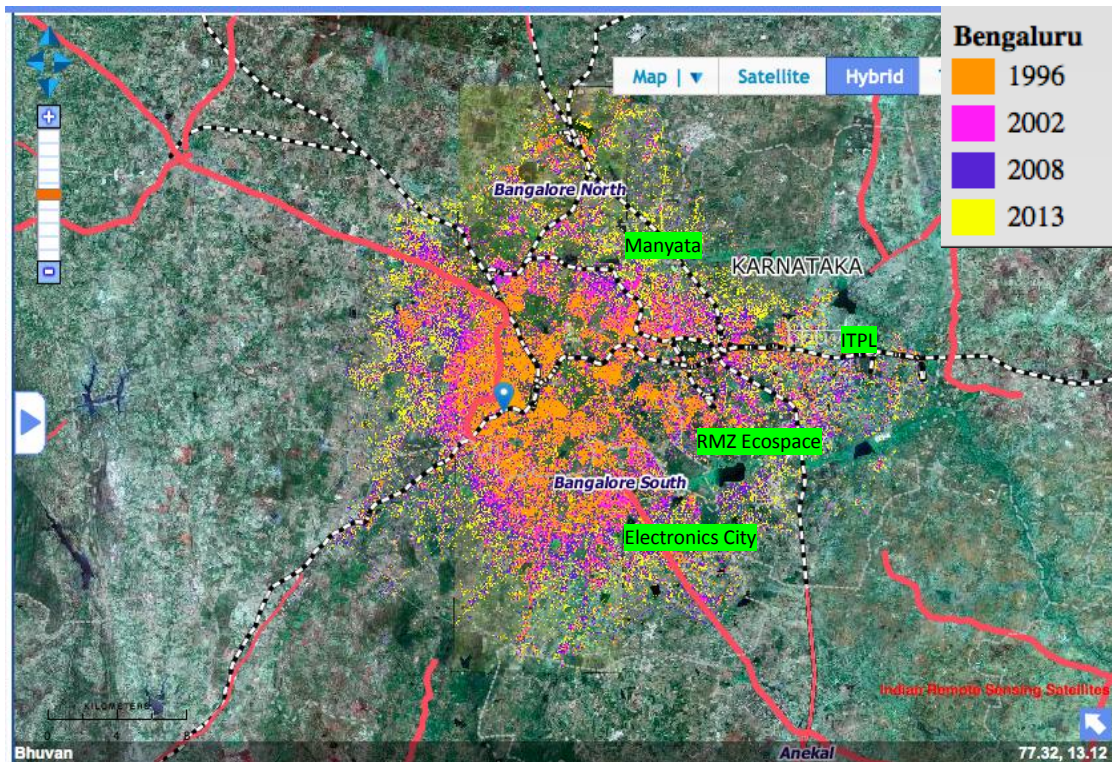 Bengaluru
1996
2002
2008
2013
Map | ▼ Satellite Hybrid
Bangalore North
Manyata
KARNATAKA
ITPL
RMZ Ecospace
Bangalore South
Electronics City
Indian Remote Sensing Satellites
KILOMETERS
0 4 8
Bhuvan Anekal 77.32, 13.12